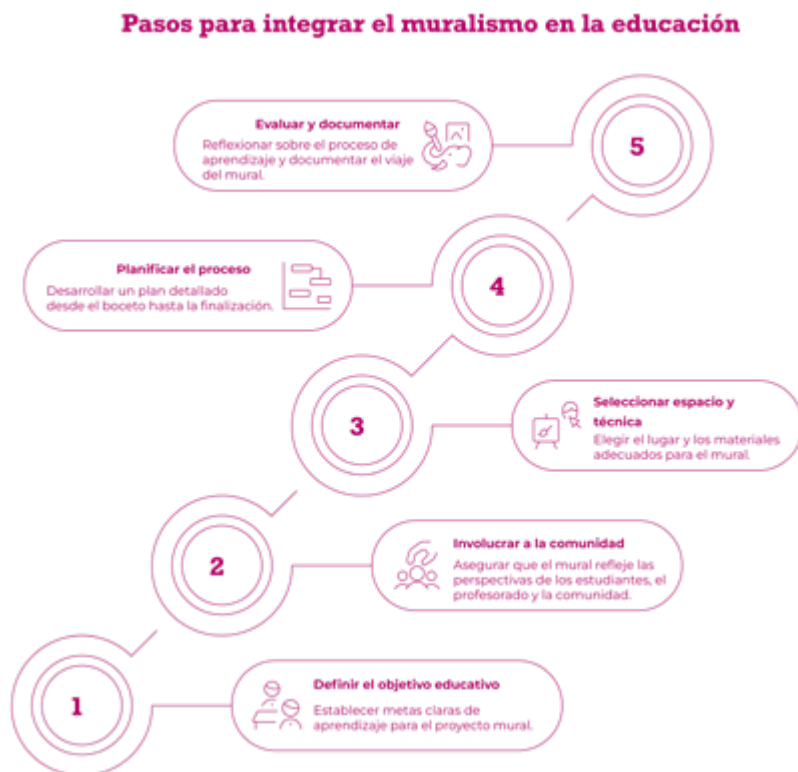 Pasos para integrar el muralismo en la educación
Evaluar y documentar
Reflexionar sobre el proceso de
aprendizaje y documentar el viaje
del mural.
5
Planificar el proceso
Desarrollar un plan detallado
desde el boceto hasta la finalización.
4
3
Seleccionar espacio y
técnica
Elegir el lugar y los materiales
adecuados para el mural.
2
Involucrar a la comunidad
Asegurar que el mural refleje las
perspectivas de los estudiantes, el
profesorado y la comunidad.
1
Definir el objetivo educativo
Establecer metas claras de
aprendizaje para el proyecto mural.